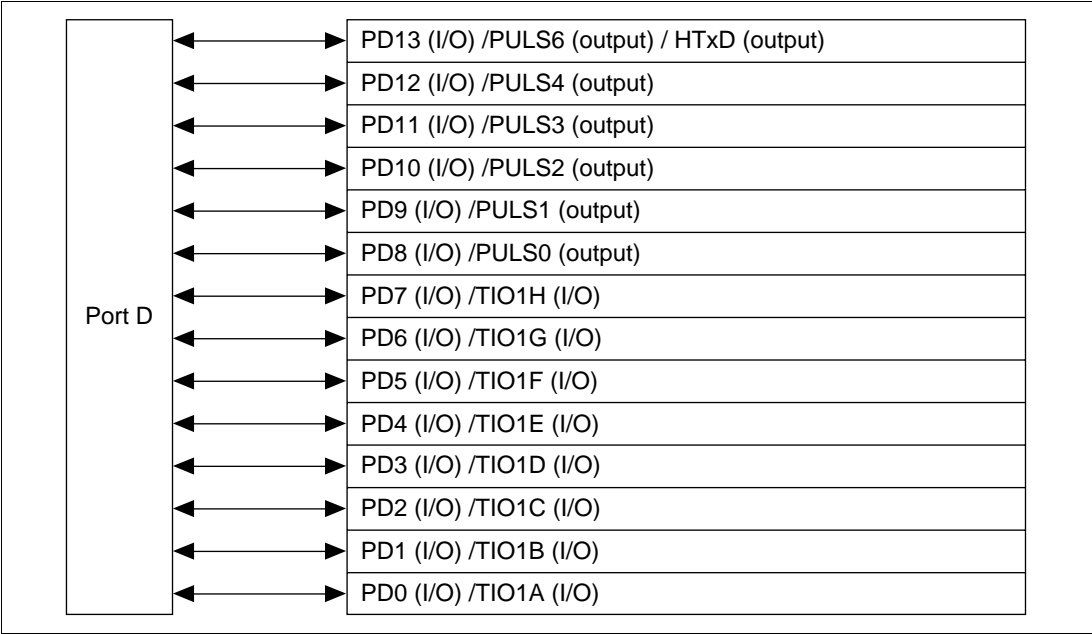 PD13 (I/O) /PULS6 (output) / HTxD (output)
PD12 (I/O) /PULS4 (output)
PD11 (I/O) /PULS3 (output)
PD10 (I/O) /PULS2 (output)
PD9 (I/O) /PULS1 (output)
PD8 (I/O) /PULS0 (output)
PD7 (I/O) /TIO1H (I/O)
Port D
PD6 (I/O) /TIO1G (I/O)
PD5 (I/O) /TIO1F (I/O)
PD4 (I/O) /TIO1E (I/O)
PD3 (I/O) /TIO1D (I/O)
PD2 (I/O) /TIO1C (I/O)
PD1 (I/O) /TIO1B (I/O)
PD0 (I/O) /TIO1A (I/O)